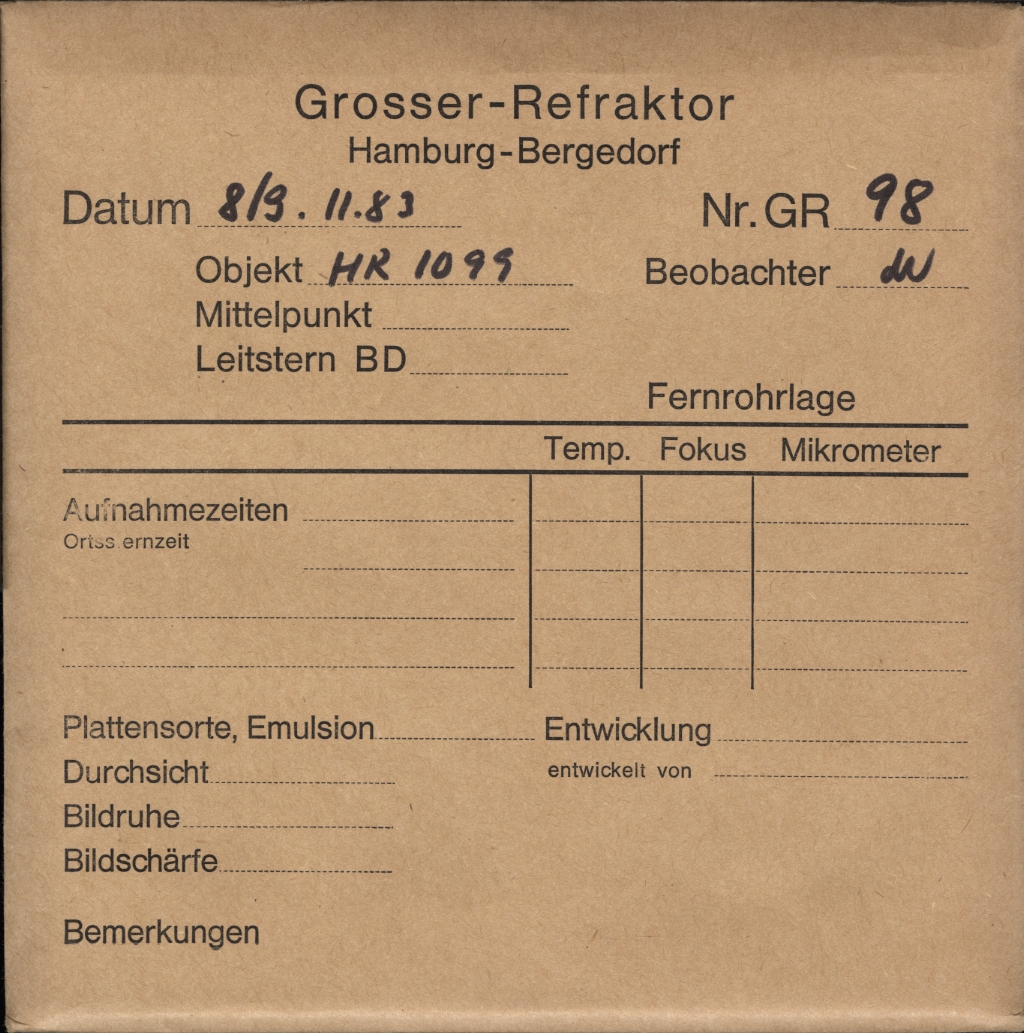 Grosser-Refraktor
Hamburg-Bergedorf
Datum 8/9. 11.83 Nr. GR 98
Objekt HR 1099 Beobachter dW
Mittelpunkt
Leitstern BD
Fernrohrlage
Temp. Fokus Mikrometer
Aufnahmezeiten
Ortssternzeit
Plattensorte, Emulsion Entwicklung
Durchsicht entwickelt von
Bildruhe
Bildschärfe
Bemerkungen